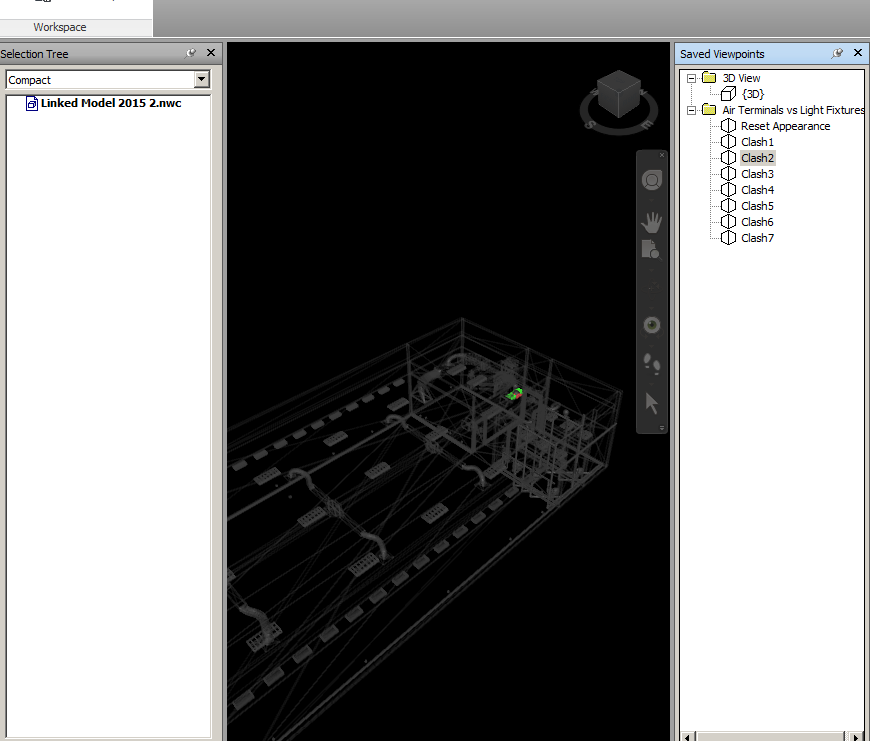 Workspace
Selection Tree
Compact
Linked Model 2015 2.nwc
S
E
Saved Viewpoints
3D View
{3D}
Air Terminals vs Light Fixtures
Reset Appearance
Clash1
Clash2
Clash3
Clash4
Clash5
Clash6
Clash7